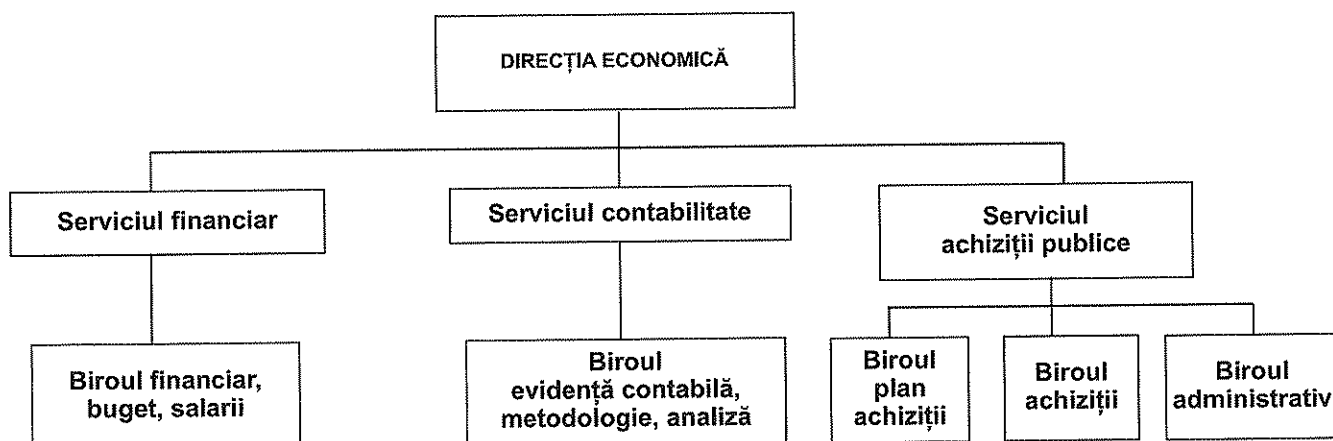 DIRECȚIA ECONOMICĂ
Serviciul financiar
Serviciul contabilitate
Serviciul
achiziții publice
Biroul financiar,
buget, salarii
Biroul
evidență contabilă,
metodologie, analiză
Biroul
plan
achiziții
Biroul
achiziții
Biroul
administrativ